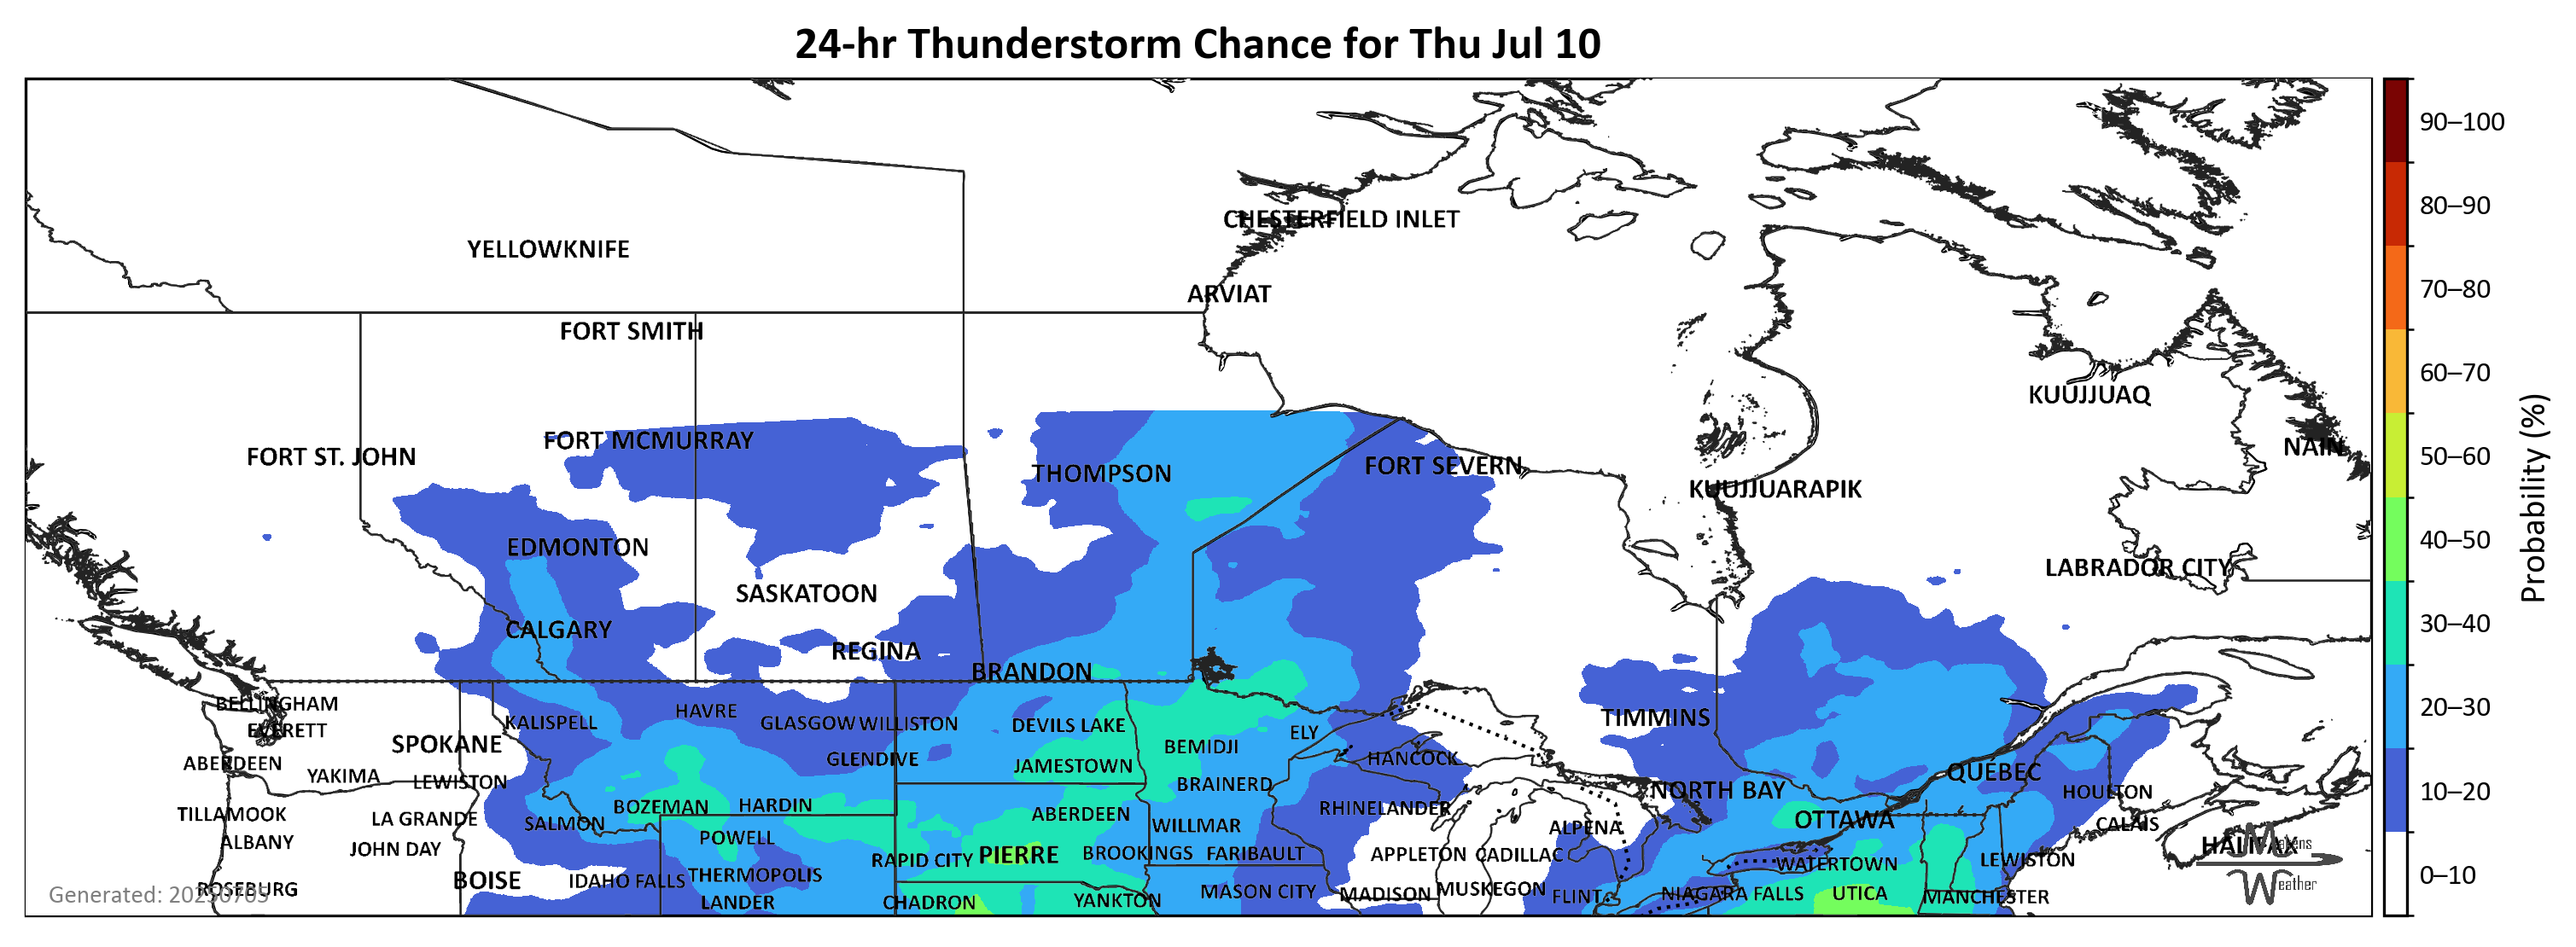 24-hr Thunderstorm Chance for Thu Jul 10
90–100
80–90
70–80
60–70
50–60
40–50
30–40
20–30
10–20
0–10
Probability (%)
CHESTERFIELD INLET
YELLOWKNIFE
ARVIAT
FORT SMITH
KUUJJUAQ
FORT MCMURRAY
NAIN
FORT ST. JOHN
FORT SEVERN
THOMPSON
KUUJJUARAPIK
EDMONTON
LABRADOR CITY
SASKATOON
CALGARY
REGINA
BRANDON
BELLINGHAM
HAVRE
TIMMINS
KALISPELL
GLASGOW
WILLISTON
DEVILS LAKE
EVERETT
ELY
SPOKANE
BEMIDJI
GLENDIVE
HANCOCK
ABERDEEN
JAMESTOWN
QUÉBEC
YAKIMA
LEWISTON
BRAINERD
NORTH BAY
HOULTON
BOZEMAN
HARDIN
RHINELANDER
TILLAMOOK
LA GRANDE
ABERDEEN
OTTAWA
SALMON
WILLMAR
ALPENA
CALAIS
ALBANY
POWELL
HALIFAX
JOHN DAY
RAPID CITY
PIERRE
BROOKINGS
FARIBAULT
APPLETON
CADILLAC
WATERTOWN
LEWISTON
BOISE
IDAHO FALLS
THERMOPOLIS
ROSEBURG
MASON CITY
MADISON
MUSKEGON
FLINT
NIAGARA FALLS
UTICA
MANCHESTER
LANDER
CHADRON
YANKTON
Generated: 20250705
Weather